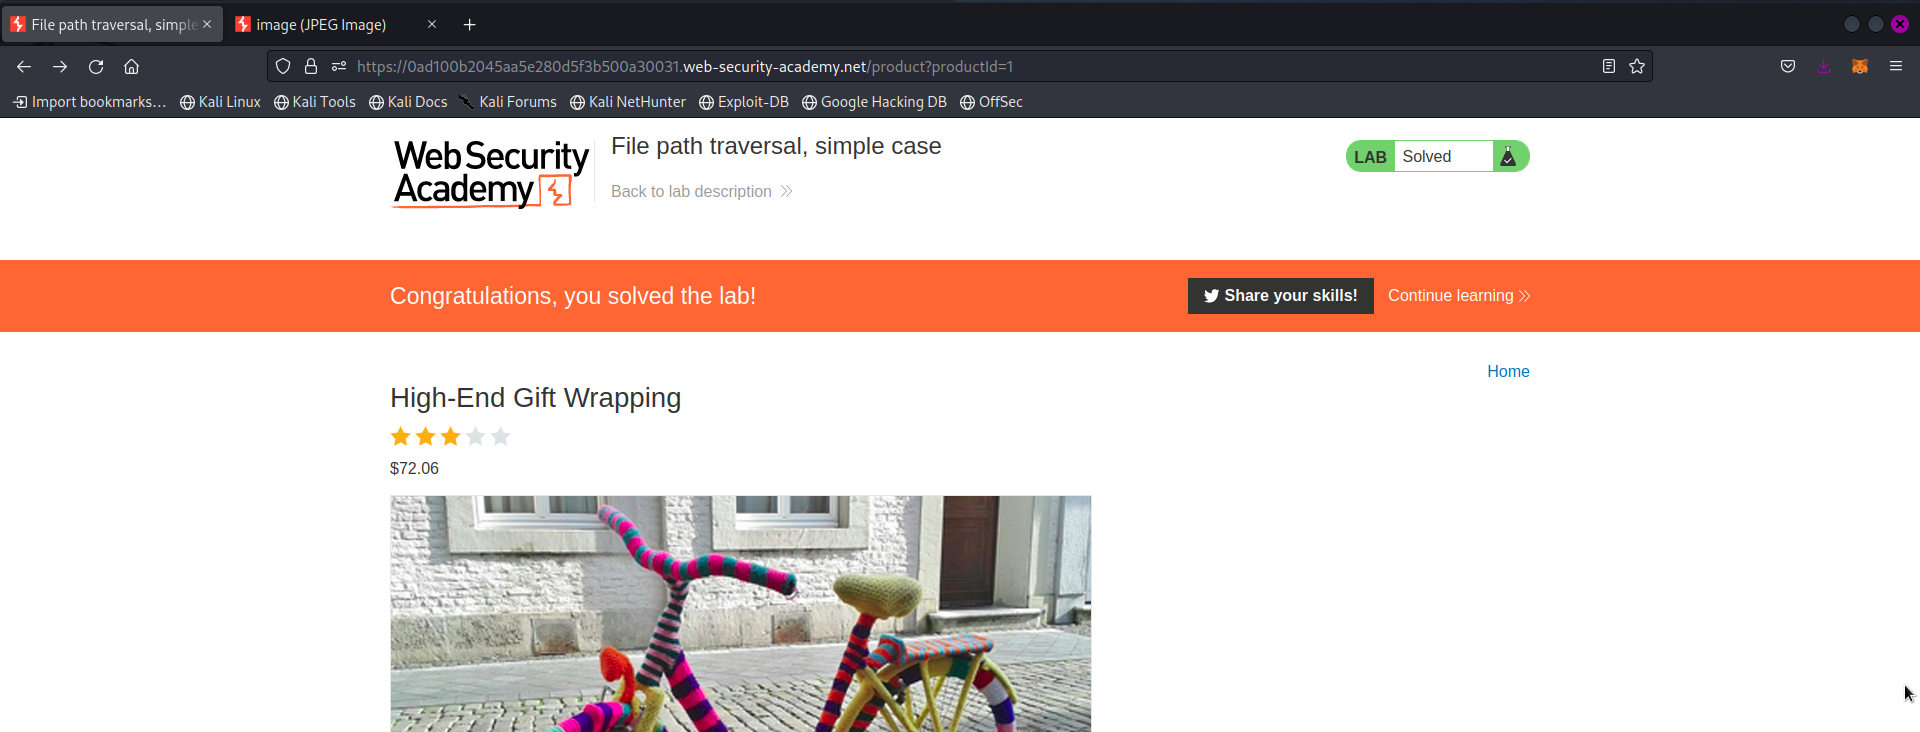 File path traversal, simple
image (JPEG Image)
https://0ad100b2045aa5e280d5f3b500a30031.web-security-academy.net/product?productId=1
Import bookmarks… Kali Linux Kali Tools Kali Docs Kali Forums Kali NetHunter Exploit-DB Google Hacking DB OffSec
WebSecurity
Academy
File path traversal, simple case
Back to lab description
LAB Solved
Congratulations, you solved the lab!
Share your skills!
Continue learning
Home
High-End Gift Wrapping
$72.06